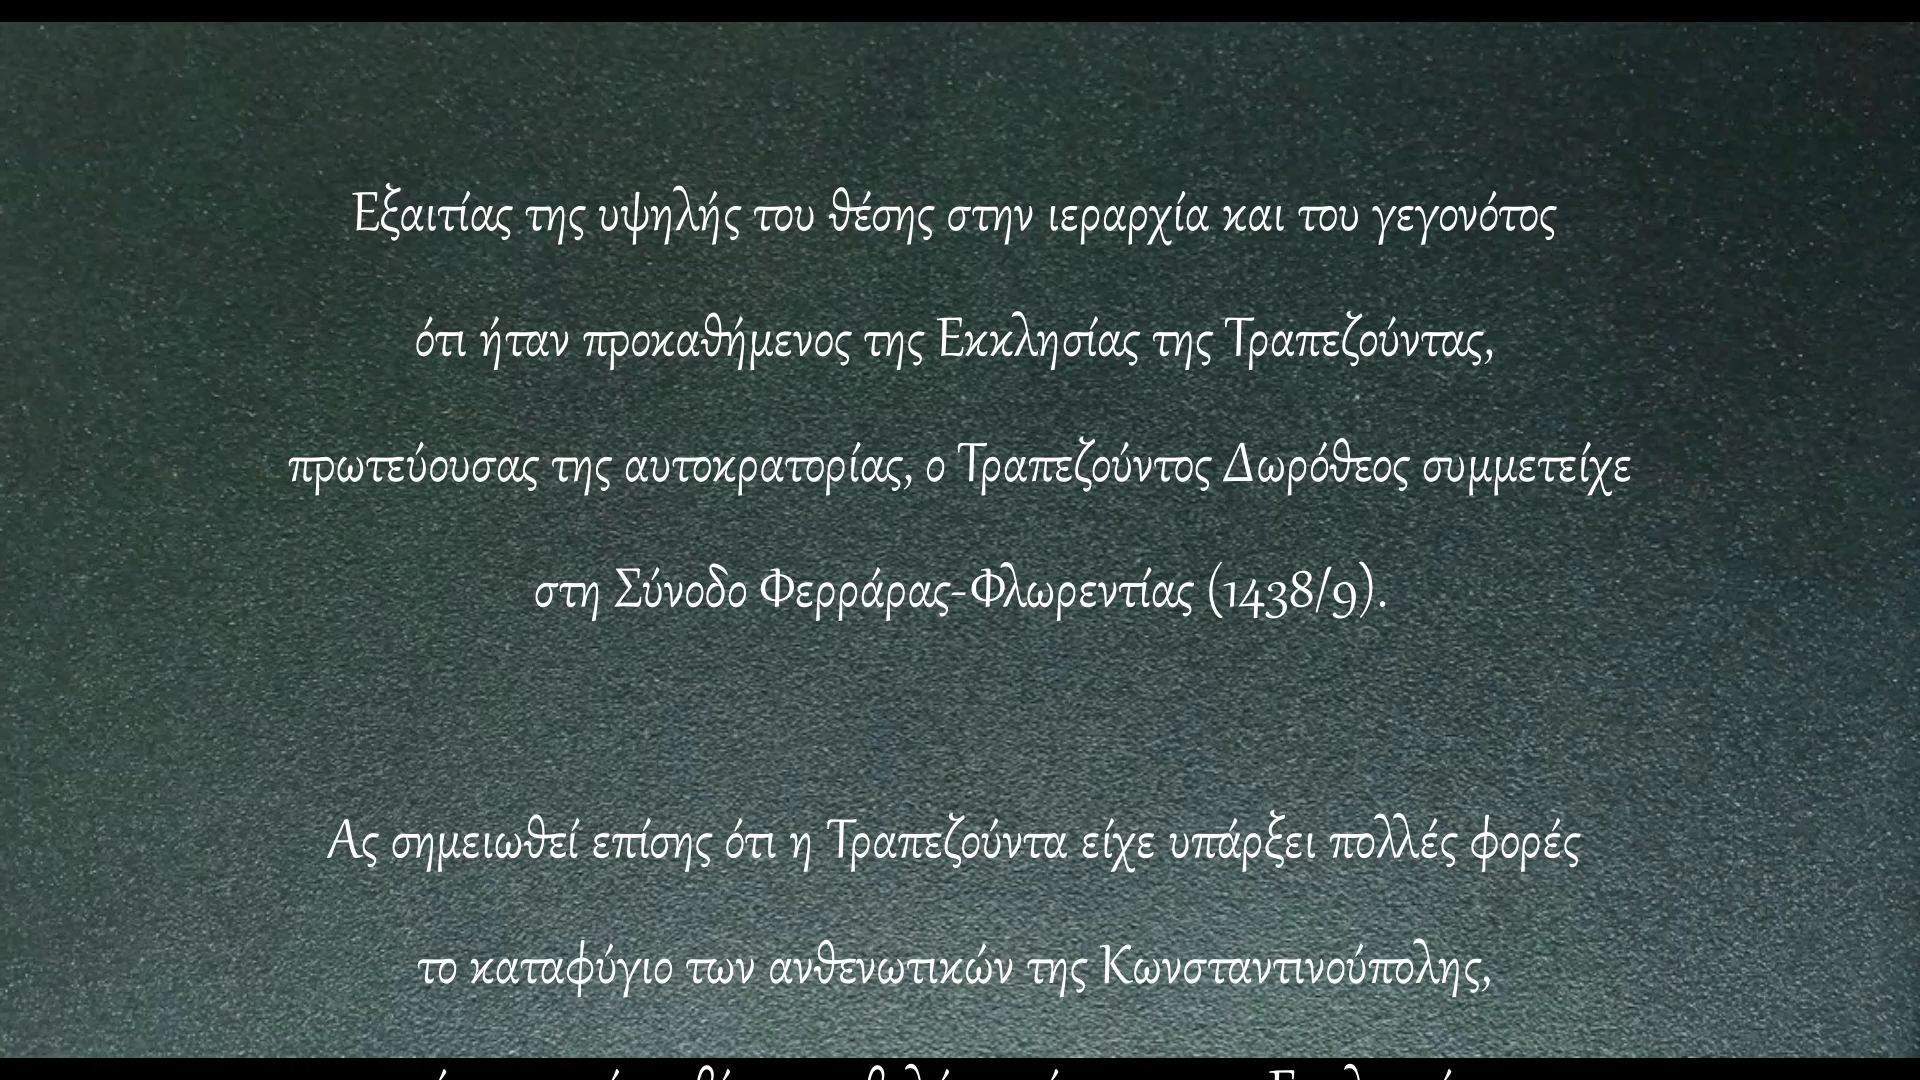 Εξαιτίας της υψηλής του θέσης στην ιεραρχία και του γεγονότος
ότι ήταν προκαθήμενος της Εκκλησίας της Τραπεζούντας,
πρωτεύουσας της αυτοκρατορίας, ο Τραπεζούντος Δωρόθεος συμμετείχε
στη Σύνοδο Φερράρας-Φλωρεντίας (1438/9).
Ας σημειωθεί επίσης ότι η Τραπεζούντα είχε υπάρξει πολλές φορές
το καταφύγιο των ανθενωτικών της Κωνσταντινούπολης,